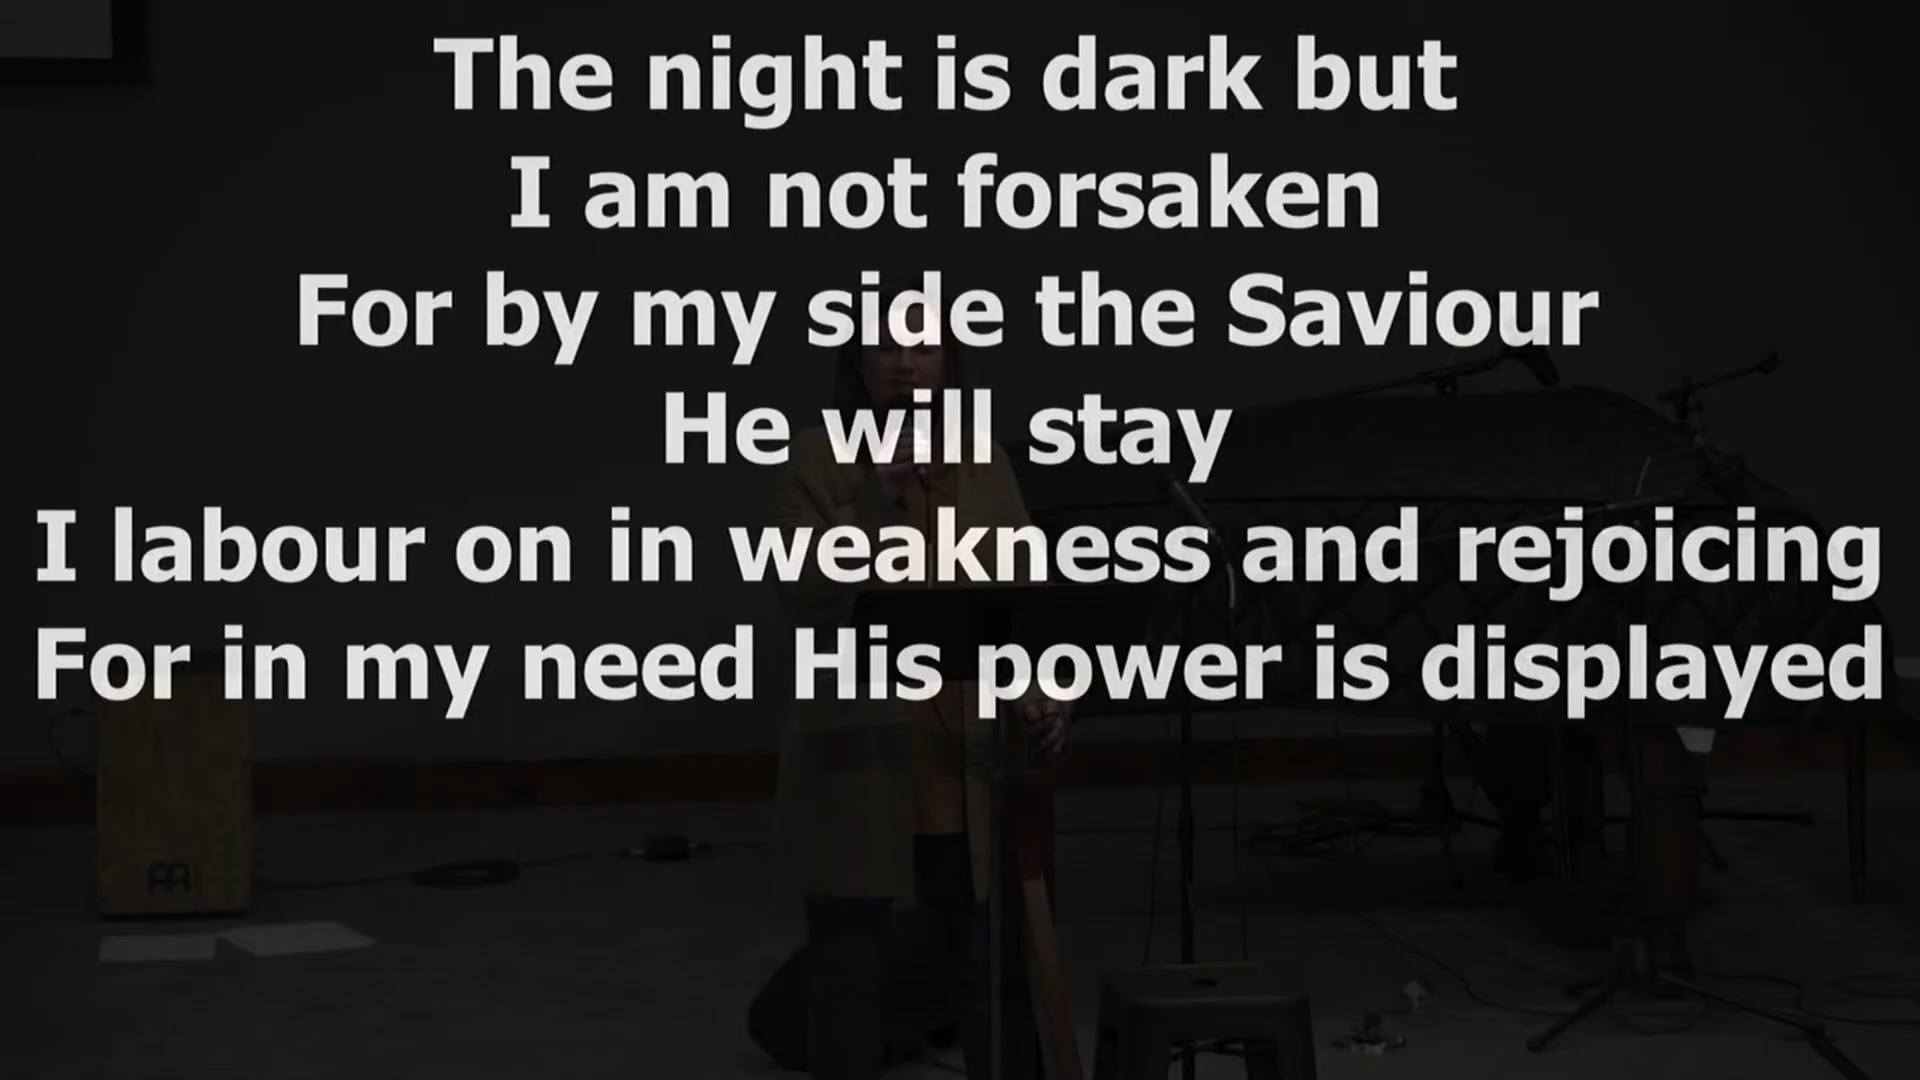 The night is dark but
I am not forsaken
For by my side the Saviour
He will stay
I labour on in weakness and rejoicing
For in my need His power is displayed